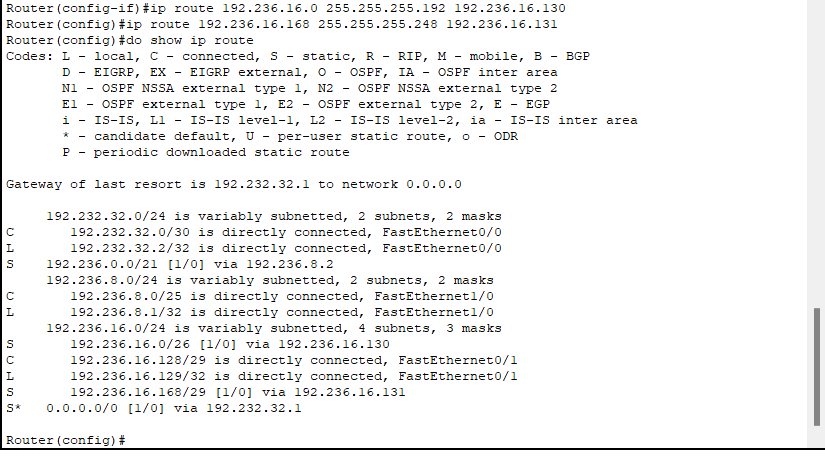 Router(config-if)#ip route 192.236.16.0 255.255.255.192 192.236.16.130
Router(config)#ip route 192.236.16.168 255.255.255.248 192.236.16.131
Router(config)#do show ip route
Codes: L - local, C - connected, S - static, R - RIP, M - mobile, B - BGP
       D - EIGRP, EX - EIGRP external, O - OSPF, IA - OSPF inter area
       N1 - OSPF NSSA external type 1, N2 - OSPF NSSA external type 2
       E1 - OSPF external type 1, E2 - OSPF external type 2, E - EGP
       i - IS-IS, L1 - IS-IS level-1, L2 - IS-IS level-2, ia - IS-IS inter area
       * - candidate default, U - per-user static route, o - ODR
       P - periodic downloaded static route

Gateway of last resort is 192.232.32.1 to network 0.0.0.0

     192.232.32.0/24 is variably subnetted, 2 subnets, 2 masks
C       192.232.32.0/30 is directly connected, FastEthernet0/0
L       192.232.32.2/32 is directly connected, FastEthernet0/0
S    192.236.0.0/21 [1/0] via 192.236.8.2
     192.236.8.0/24 is variably subnetted, 2 subnets, 2 masks
C       192.236.8.0/25 is directly connected, FastEthernet1/0
L       192.236.8.1/32 is directly connected, FastEthernet1/0
     192.236.16.0/24 is variably subnetted, 4 subnets, 3 masks
S       192.236.16.0/26 [1/0] via 192.236.16.130
C       192.236.16.128/29 is directly connected, FastEthernet0/1
L       192.236.16.129/32 is directly connected, FastEthernet0/1
S       192.236.16.168/29 [1/0] via 192.236.16.131
S*   0.0.0.0/0 [1/0] via 192.232.32.1

Router(config)#